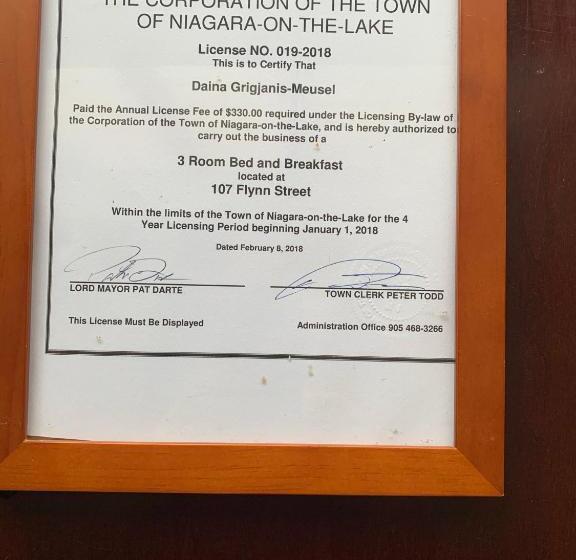 THE CORPORATION OF THE TOWN
OF NIAGARA-ON-THE-LAKE
License NO. 019-2018
This is to Certify That
Daina Grigjanis-Meusel
Paid the Annual License Fee of $330.00 required under the Licensing By-law of
the Corporation of the Town of Niagara-on-the-Lake, and is hereby authorized to
carry out the business of a
3 Room Bed and Breakfast
located at
107 Flynn Street
Within the limits of the Town of Niagara-on-the-Lake for the 4
Year Licensing Period beginning January 1, 2018
Dated February 8, 2018
LORD MAYOR PAT DARTE
TOWN CLERK PETER TODD
This License Must Be Displayed
Administration Office 905 468-3266